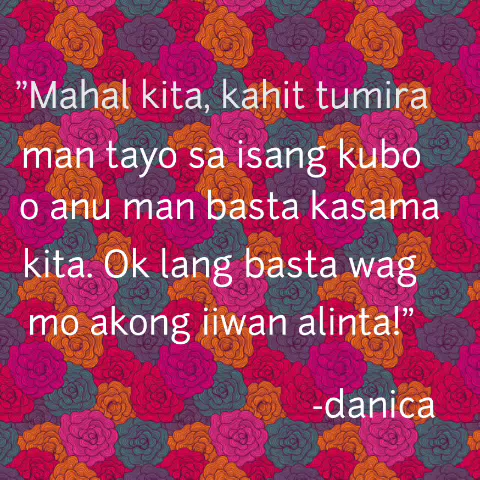 ”Mahal kita, kahit tumira
man tayo sa isang kubo
o anu man basta kasama
kita. Ok lang basta wag
mo akong iiwan alinta!”
-danica